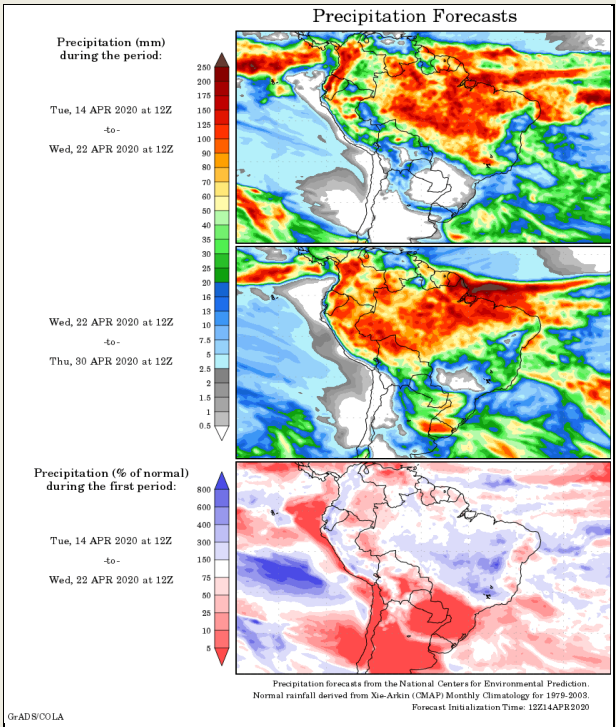 Precipitation Forecasts
Precipitation (mm)
during the period:
Tue, 14 APR 2020 at 12Z
-to-
Wed, 22 APR 2020 at 12Z
250
200
175
150
125
100
90
80
70
60
50
40
35
30
25
20
16
13
10
7.5
5
2.5
2
1.5
1
0.5
Wed, 22 APR 2020 at 12Z
-to-
Thu, 30 APR 2020 at 12Z
Precipitation (% of normal)
during the first period:
Tue, 14 APR 2020 at 12Z
-to-
Wed, 22 APR 2020 at 12Z
800
600
400
300
150
75
50
25
10
5
Precipitation forecasts from the National Centers for Environmental Prediction.
Normal rainfall derived from Xie-Arkin (CMAP) Monthly Climatology for 1979-2003.
Forecast Initialization Time: 12Z14APR2020
GrADS/COLA